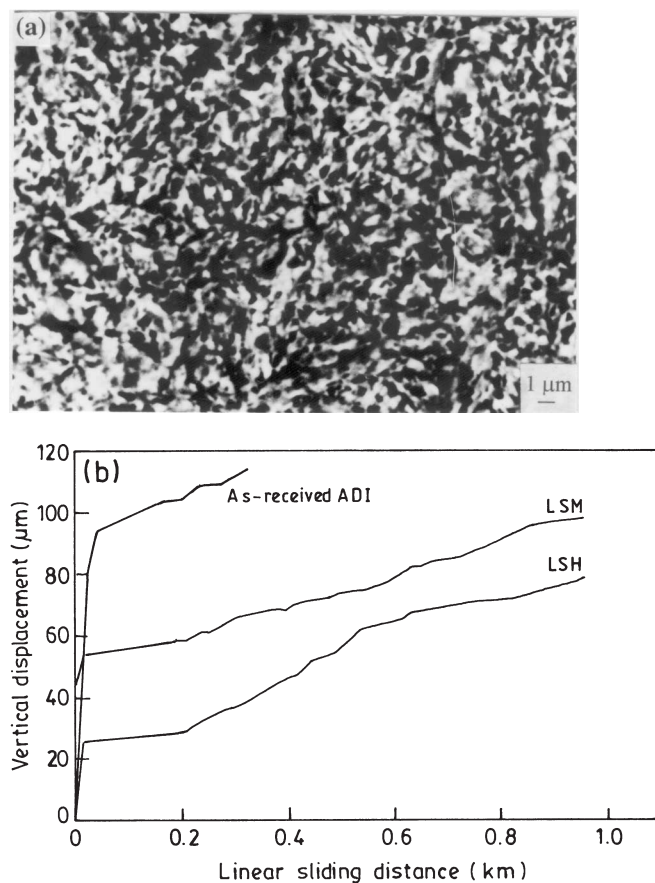 (a)
1 μm
(b)
120
100
80
60
40
20
0
Vertical displacement (μm)
As-received ADI
LSM
LSH
0 0.2 0.4 0.6 0.8 1.0
Linear sliding distance (km)